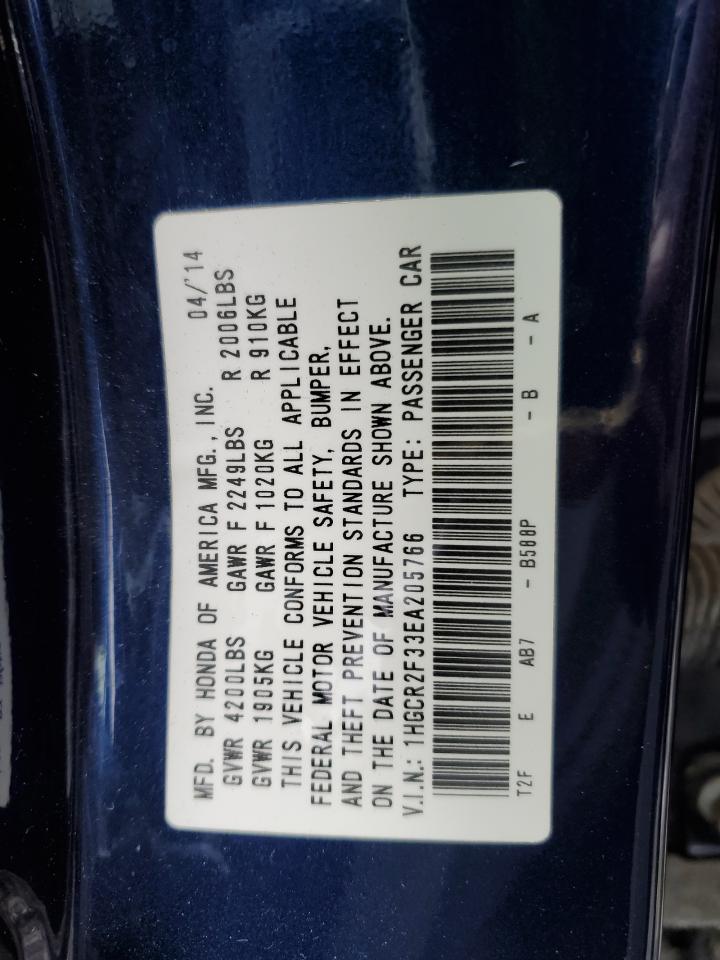 MFD. BY HONDA OF AMERICA MFG., INC. 04/'14
GVWR 4200LBS GAWR F 2249LBS R 2006LBS
GVWR 1905KG GAWR F 1020KG R 910KG
THIS VEHICLE CONFORMS TO ALL APPLICABLE
FEDERAL MOTOR VEHICLE SAFETY, BUMPER,
AND THEFT PREVENTION STANDARDS IN EFFECT
ON THE DATE OF MANUFACTURE SHOWN ABOVE.
V.I.N.: 1HGCR2F33EA205766 TYPE: PASSENGER CAR
T2F E AB7 - B588P - B - A